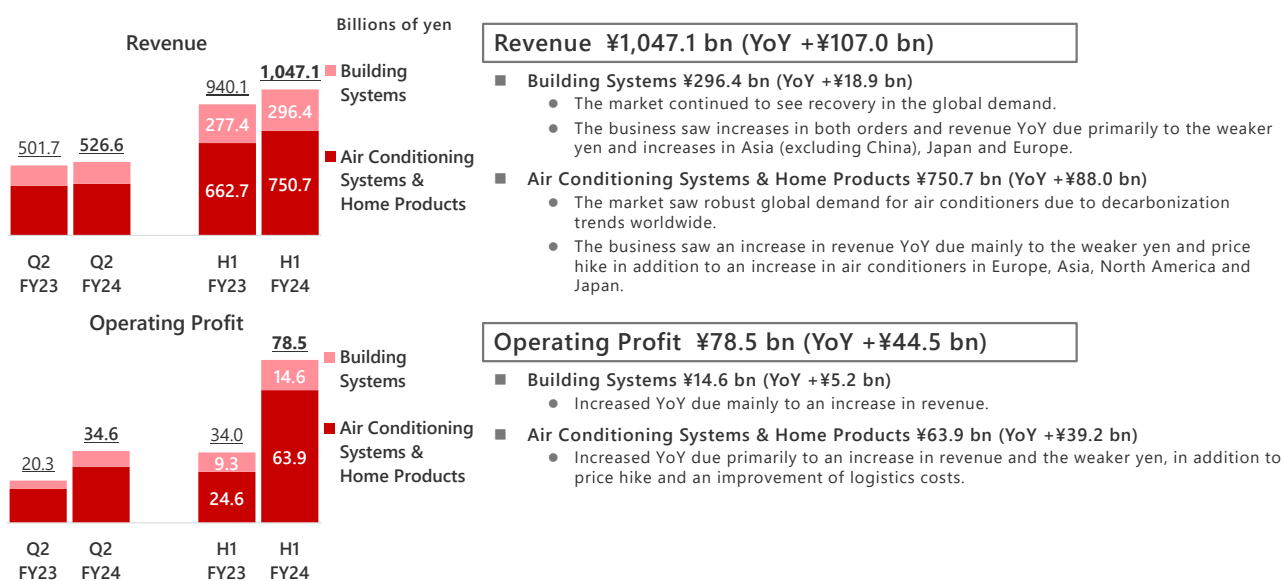 Billions of yen
Revenue
Building
Systems
Air Conditioning
Systems &
Home Products
501.7
526.6
940.1
277.4
662.7
1,047.1
296.4
750.7
Q2
FY23
Q2
FY24
H1
FY23
H1
FY24
Revenue ¥1,047.1 bn (YoY +¥107.0 bn)
■ Building Systems ¥296.4 bn (YoY +¥18.9 bn)
● The market continued to see recovery in the global demand.
● The business saw increases in both orders and revenue YoY due primarily to the weaker
yen and increases in Asia (excluding China), Japan and Europe.
■ Air Conditioning Systems & Home Products ¥750.7 bn (YoY +¥88.0 bn)
● The market saw robust global demand for air conditioners due to decarbonization
trends worldwide.
● The business saw an increase in revenue YoY due mainly to the weaker yen and price
hike in addition to an increase in air conditioners in Europe, Asia, North America and
Japan.
Operating Profit
Building
Systems
Air Conditioning
Systems &
Home Products
20.3
34.6
34.0
9.3
24.6
78.5
14.6
63.9
Q2
FY23
Q2
FY24
H1
FY23
H1
FY24
Operating Profit ¥78.5 bn (YoY +¥44.5 bn)
■ Building Systems ¥14.6 bn (YoY +¥5.2 bn)
● Increased YoY due mainly to an increase in revenue.
■ Air Conditioning Systems & Home Products ¥63.9 bn (YoY +¥39.2 bn)
● Increased YoY due primarily to an increase in revenue and the weaker yen, in addition to
price hike and an improvement of logistics costs.